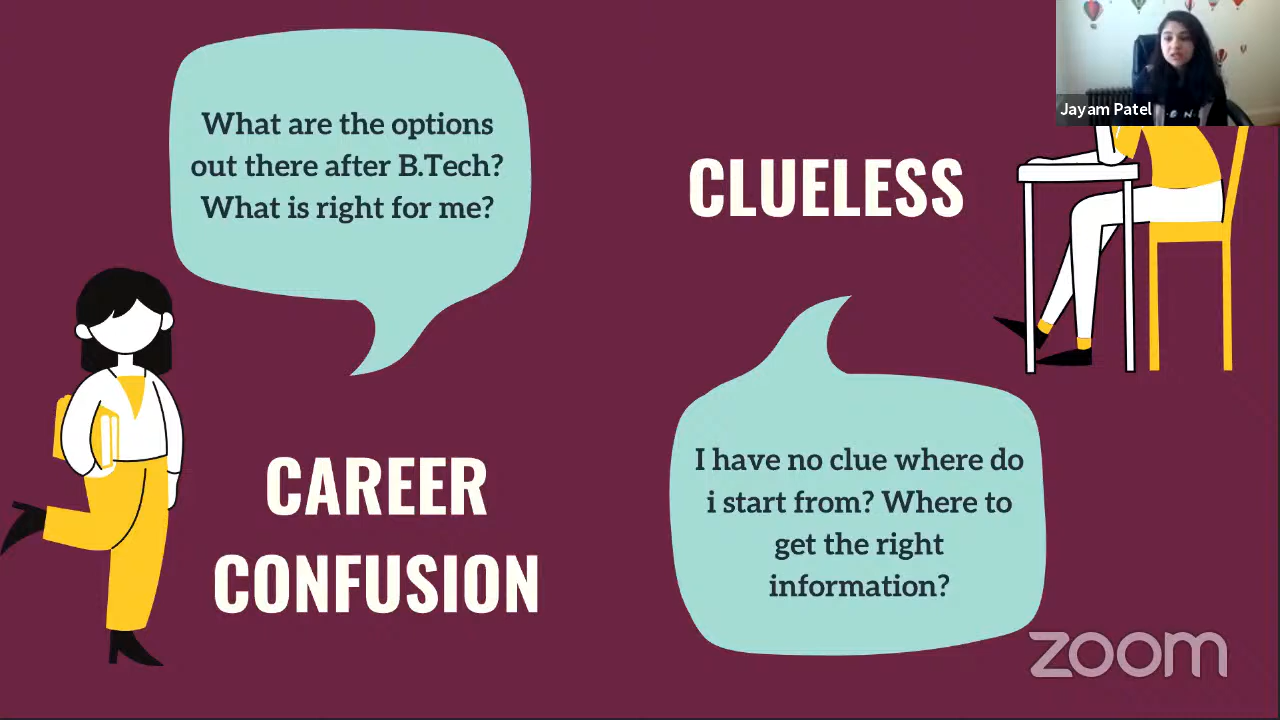 What are the options
out there after B.Tech?
What is right for me?
CAREER
CONFUSION
CLUELESS
I have no clue where do
i start from? Where to
get the right
information?
Jayam Patel
zoom